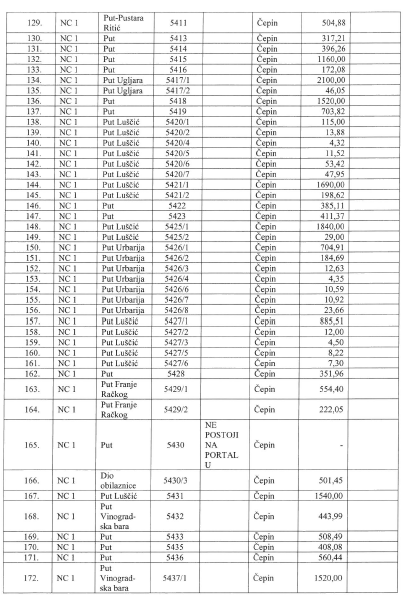 129. NC 1 Put-Pustara Ritić 5411 Čepin 504,88
130. NC 1 Put 5413 Čepin 317,21
131. NC 1 Put 5414 Čepin 396,26
132. NC 1 Put 5415 Čepin 1160,00
133. NC 1 Put 5416 Čepin 172,08
134. NC 1 Put Ugljara 5417/1 Čepin 2100,00
135. NC 1 Put Ugljara 5417/2 Čepin 46,05
136. NC 1 Put 5418 Čepin 1520,00
137. NC 1 Put 5419 Čepin 703,82
138. NC 1 Put Luščić 5420/1 Čepin 115,00
139. NC 1 Put Luščić 5420/2 Čepin 13,88
140. NC 1 Put Luščić 5420/4 Čepin 4,32
141. NC 1 Put Luščić 5420/5 Čepin 11,52
142. NC 1 Put Luščić 5420/6 Čepin 53,42
143. NC 1 Put Luščić 5420/7 Čepin 47,95
144. NC 1 Put Luščić 5421/1 Čepin 1690,00
145. NC 1 Put Luščić 5421/2 Čepin 198,62
146. NC 1 Put 5422 Čepin 385,11
147. NC 1 Put 5423 Čepin 411,37
148. NC 1 Put Luščić 5425/1 Čepin 1840,00
149. NC 1 Put Luščić 5425/2 Čepin 29,00
150. NC 1 Put Urbarija 5426/1 Čepin 704,91
151. NC 1 Put Urbarija 5426/2 Čepin 184,69
152. NC 1 Put Urbarija 5426/3 Čepin 12,63
153. NC 1 Put Urbarija 5426/4 Čepin 4,35
154. NC 1 Put Urbarija 5426/6 Čepin 10,59
155. NC 1 Put Urbarija 5426/7 Čepin 10,92
156. NC 1 Put Urbarija 5426/8 Čepin 23,66
157. NC 1 Put Luščić 5427/1 Čepin 885,51
158. NC 1 Put Luščić 5427/2 Čepin 12,00
159. NC 1 Put Luščić 5427/3 Čepin 4,50
160. NC 1 Put Luščić 5427/5 Čepin 8,22
161. NC 1 Put Luščić 5427/6 Čepin 7,30
162. NC 1 Put 5428 Čepin 351,96
163. NC 1 Put Franje Račkog 5429/1 Čepin 554,40
164. NC 1 Put Franje Račkog 5429/2 Čepin 222,05
165. NC 1 Put 5430 NE POSTOJI NA PORTAL U Čepin -
166. NC 1 Dio obilaznice 5430/3 Čepin 501,45
167. NC 1 Put Luščić 5431 Čepin 1540,00
168. NC 1 Put Vinograd-ska bara 5432 Čepin 443,99
169. NC 1 Put 5433 Čepin 508,49
170. NC 1 Put 5435 Čepin 408,08
171. NC 1 Put 5436 Čepin 560,44
172. NC 1 Put Vinograd-ska bara 5437/1 Čepin 1520,00